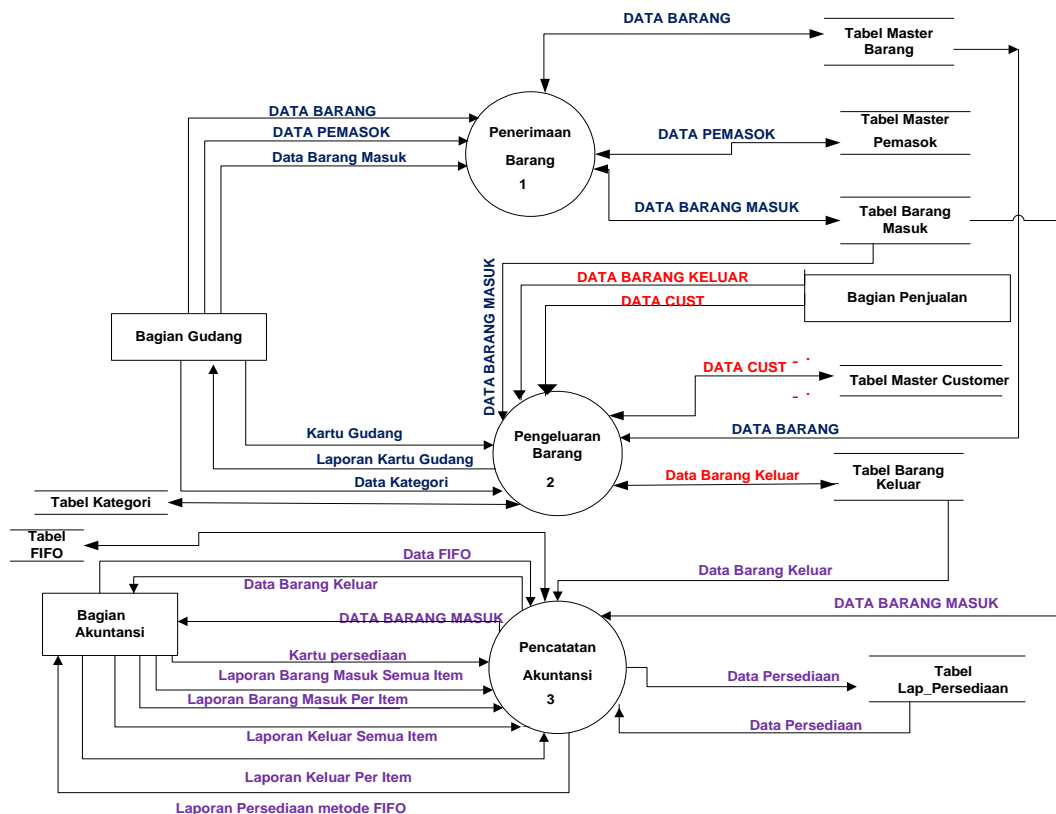 DATA BARANG
Tabel Master
Barang
DATA BARANG
DATA PEMASOK
Data Barang Masuk
Penerimaan
Barang
1
DATA PEMASOK
Tabel Master
Pemasok
DATA BARANG MASUK
Tabel Barang
Masuk
DATA BARANG MASUK
DATA BARANG KELUAR
DATA CUST
Bagian Penjualan
Bagian Gudang
DATA CUST
Tabel Master Customer
Kartu Gudang
Laporan Kartu Gudang
Data Kategori
Pengeluaran
Barang
2
DATA BARANG
Data Barang Keluar
Tabel Barang
Keluar
Tabel Kategori
Tabel
FIFO
Data FIFO
Data Barang Keluar
Data Barang Keluar
Bagian
Akuntansi
DATA BARANG MASUK
DATA BARANG MASUK
Kartu persediaan
Laporan Barang Masuk Semua Item
Laporan Barang Masuk Per Item
Laporan Keluar Semua Item
Laporan Keluar Per Item
Laporan Persediaan metode FIFO
Pencatatan
Akuntansi
3
Data Persediaan
Tabel
Lap_Persediaan
Data Persediaan